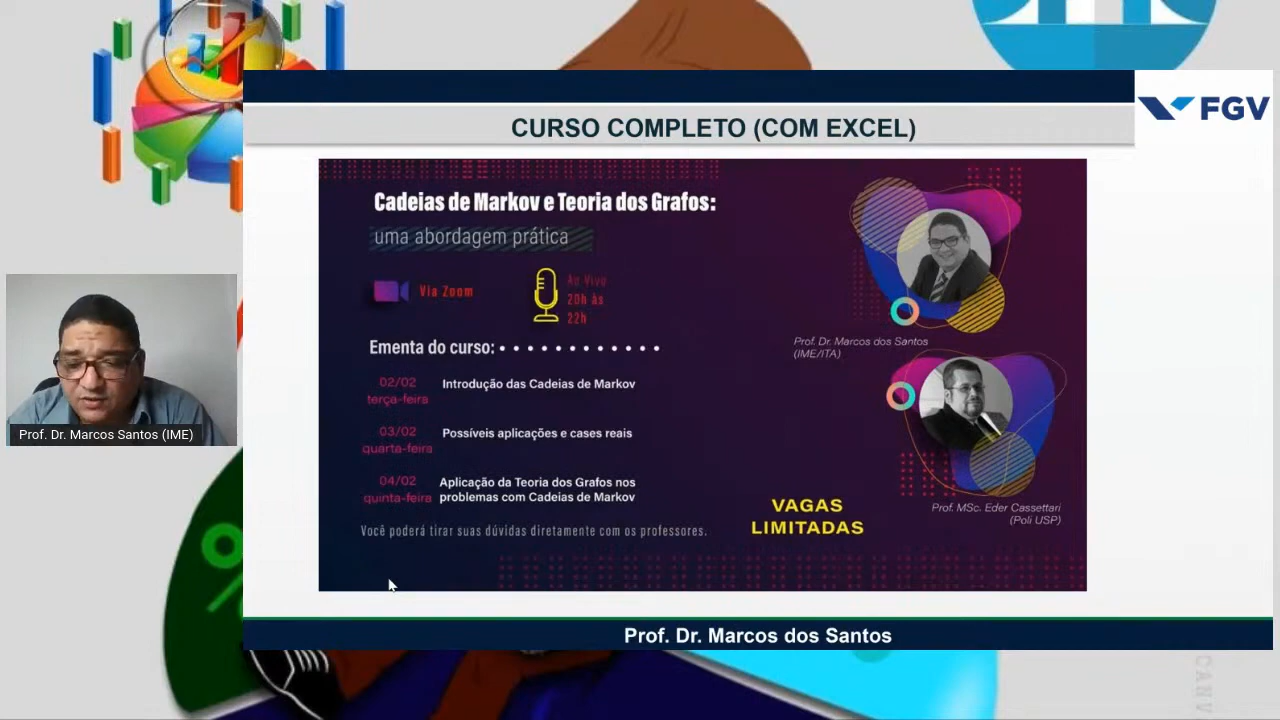 FGV
CURSO COMPLETO (COM EXCEL)
Cadeias de Markov e Teoria dos Grafos:
uma abordagem prática
Via Zoom
Ao Vivo
20h às
22h
Ementa do curso:
02/02
terça-feira
Introdução das Cadeias de Markov
03/02
quarta-feira
Possíveis aplicações e cases reais
04/02
quinta-feira
Aplicação da Teoria dos Grafos nos
problemas com Cadeias de Markov
Você poderá tirar suas dúvidas diretamente com os professores.
VAGAS
LIMITADAS
Prof. Dr. Marcos dos Santos
(IME/ITA)
Prof. MSc. Eder Cassettari
(Poli USP)
Prof. Dr. Marcos Santos (IME)
Prof. Dr. Marcos dos Santos
%
CANV